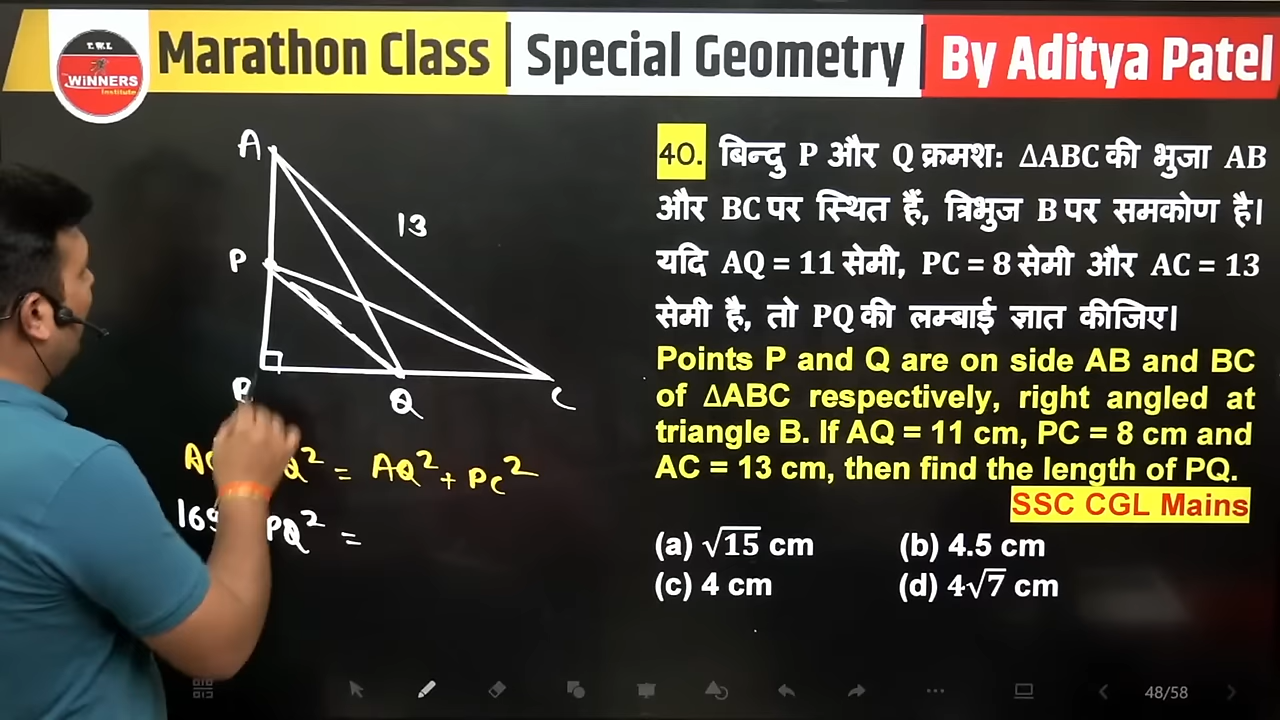 T.W.I.
The WINNERS
Institute
Marathon Class | Special Geometry By Aditya Patel
40. बिन्दु P और Q क्रमश: ΔABC की भुजा AB
और BC पर स्थित हैं, त्रिभुज B पर समकोण है।
यदि AQ = 11 सेमी, PC = 8 सेमी और AC = 13
सेमी है, तो PQ की लम्बाई ज्ञात कीजिए।
Points P and Q are on side AB and BC
of ΔABC respectively, right angled at
triangle B. If AQ = 11 cm, PC = 8 cm and
AC = 13 cm, then find the length of PQ.
SSC CGL Mains
(a) √15 cm (b) 4.5 cm
(c) 4 cm (d) 4√7 cm
A
13
P
B
Q
C
Q² = AQ² + PC²
PQ² =
48/58